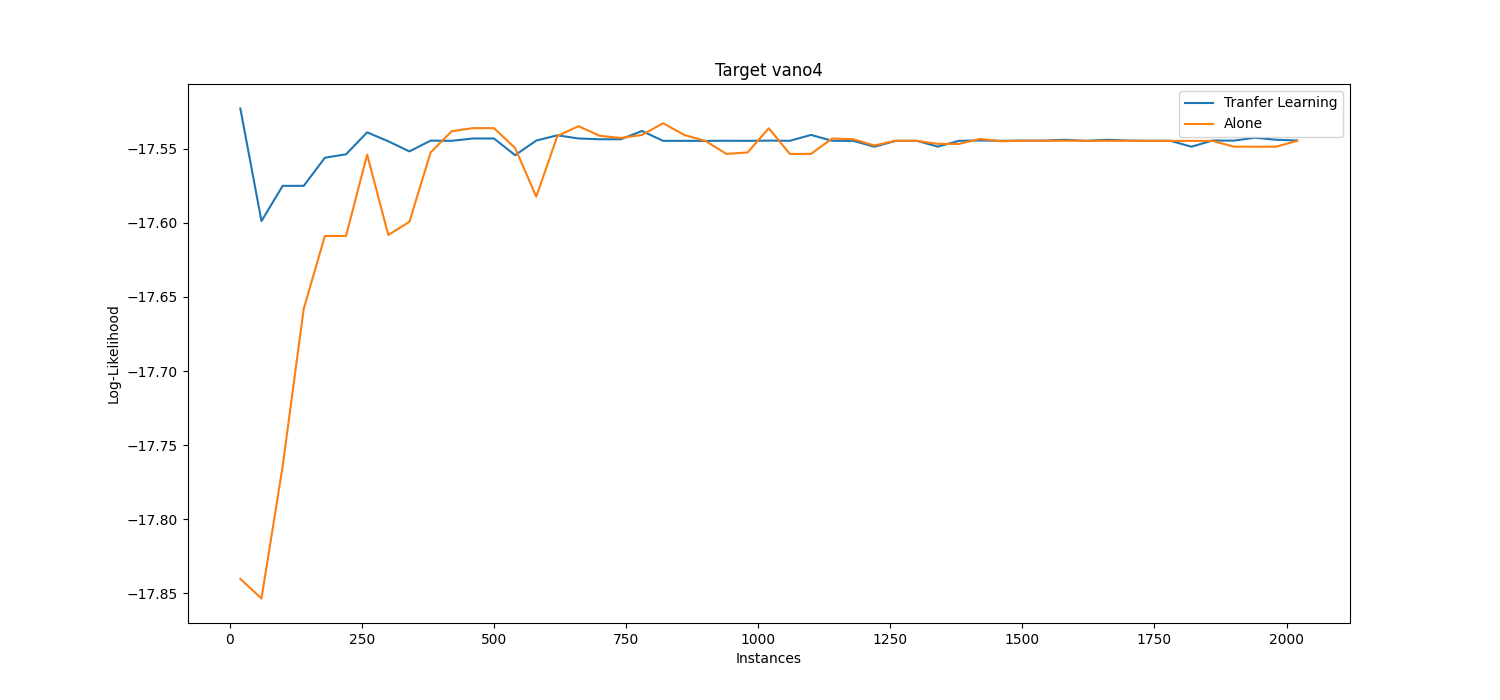 Target vano4
Tranfer Learning
Alone
Log-Likelihood
−17.55
−17.60
−17.65
−17.70
−17.75
−17.80
−17.85
0 250 500 750 1000 1250 1500 1750 2000
Instances